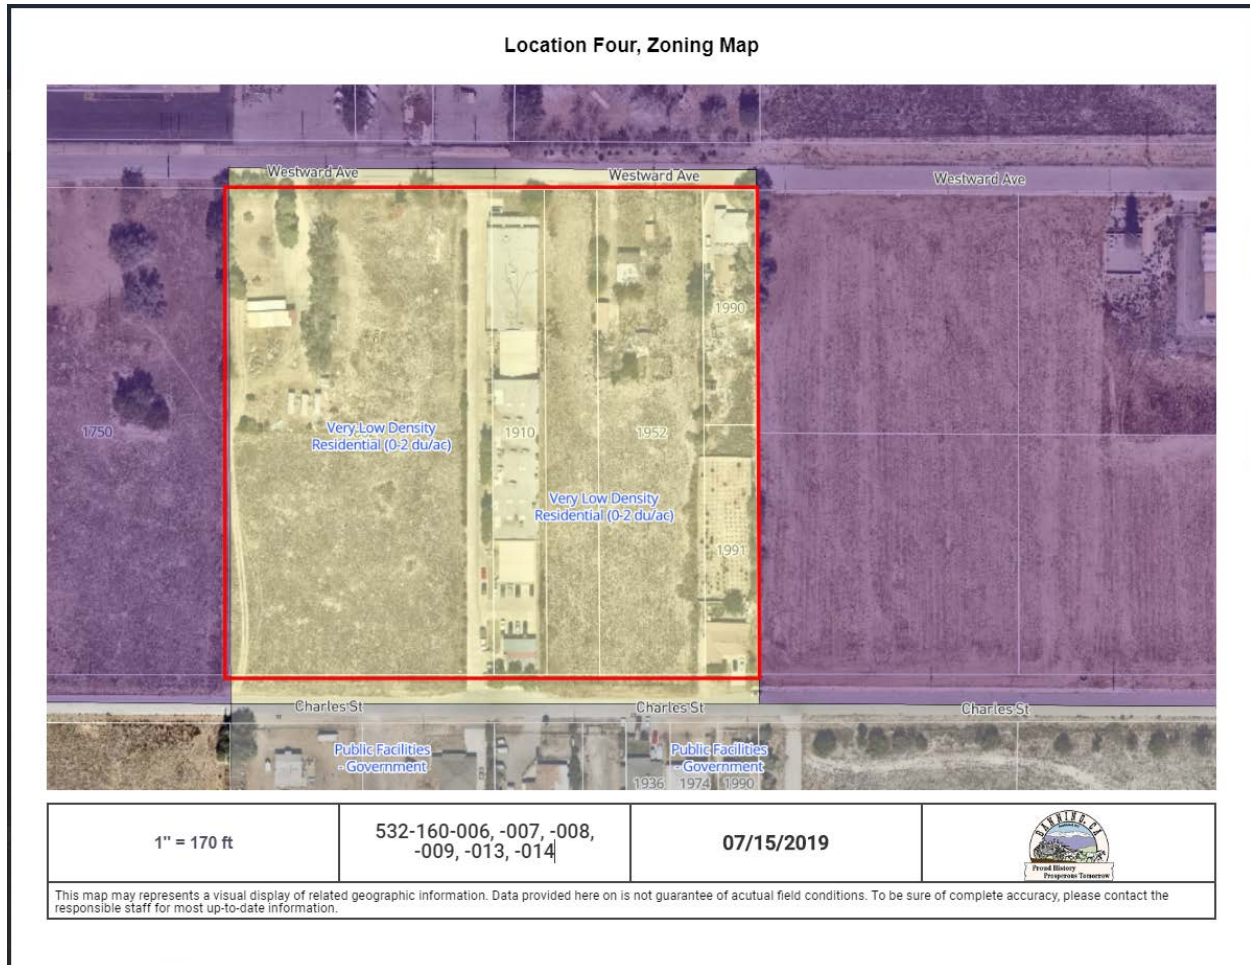 Location Four, Zoning Map
Westward Ave
Westward Ave
Westward Ave
1990
1750
Very Low Density
Residential (0-2 du/ac)
1910
1952
Very Low Density
Residential (0-2 du/ac)
1991
Charles St
Charles St
Charles St
Public Facilities
- Government
Public Facilities
- Government
1936
1974
1990
1" = 170 ft
532-160-006, -007, -008,
-009, -013, -014
07/15/2019
BANNING, CA
Proud History
Prosperous Tomorrow
This map may represents a visual display of related geographic information. Data provided here on is not guarantee of acutual field conditions. To be sure of complete accuracy, please contact the
responsible staff for most up-to-date information.